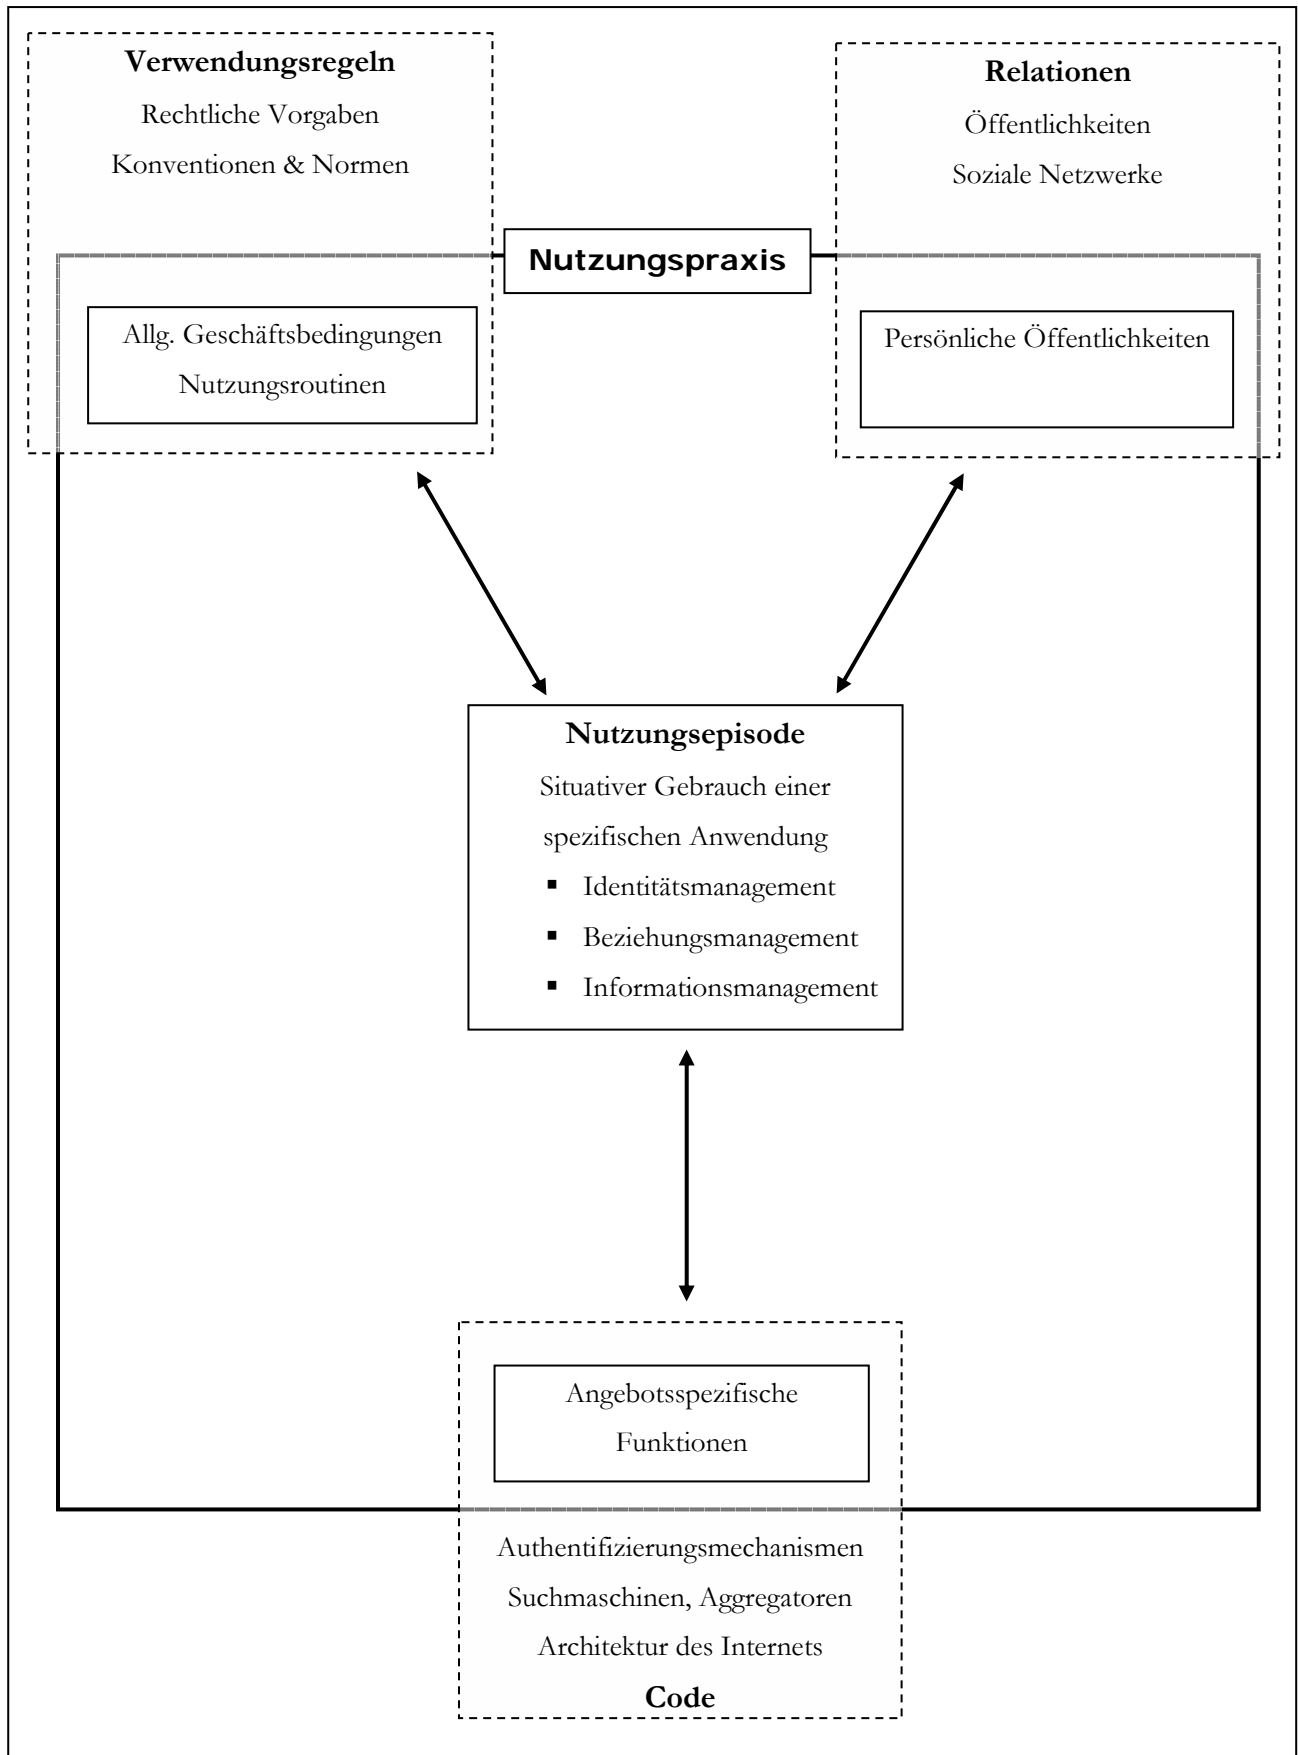 Verwendungsregeln
Rechtliche Vorgaben
Konventionen & Normen
Relationen
Öffentlichkeiten
Soziale Netzwerke
Nutzungspraxis
Allg. Geschäftsbedingungen
Nutzungsroutinen
Persönliche Öffentlichkeiten
Nutzungsepisode
Situativer Gebrauch einer
spezifischen Anwendung
▪ Identitätsmanagement
▪ Beziehungsmanagement
▪ Informationsmanagement
Angebotsspezifische
Funktionen
Authentifizierungsmechanismen
Suchmaschinen, Aggregatoren
Architektur des Internets
Code